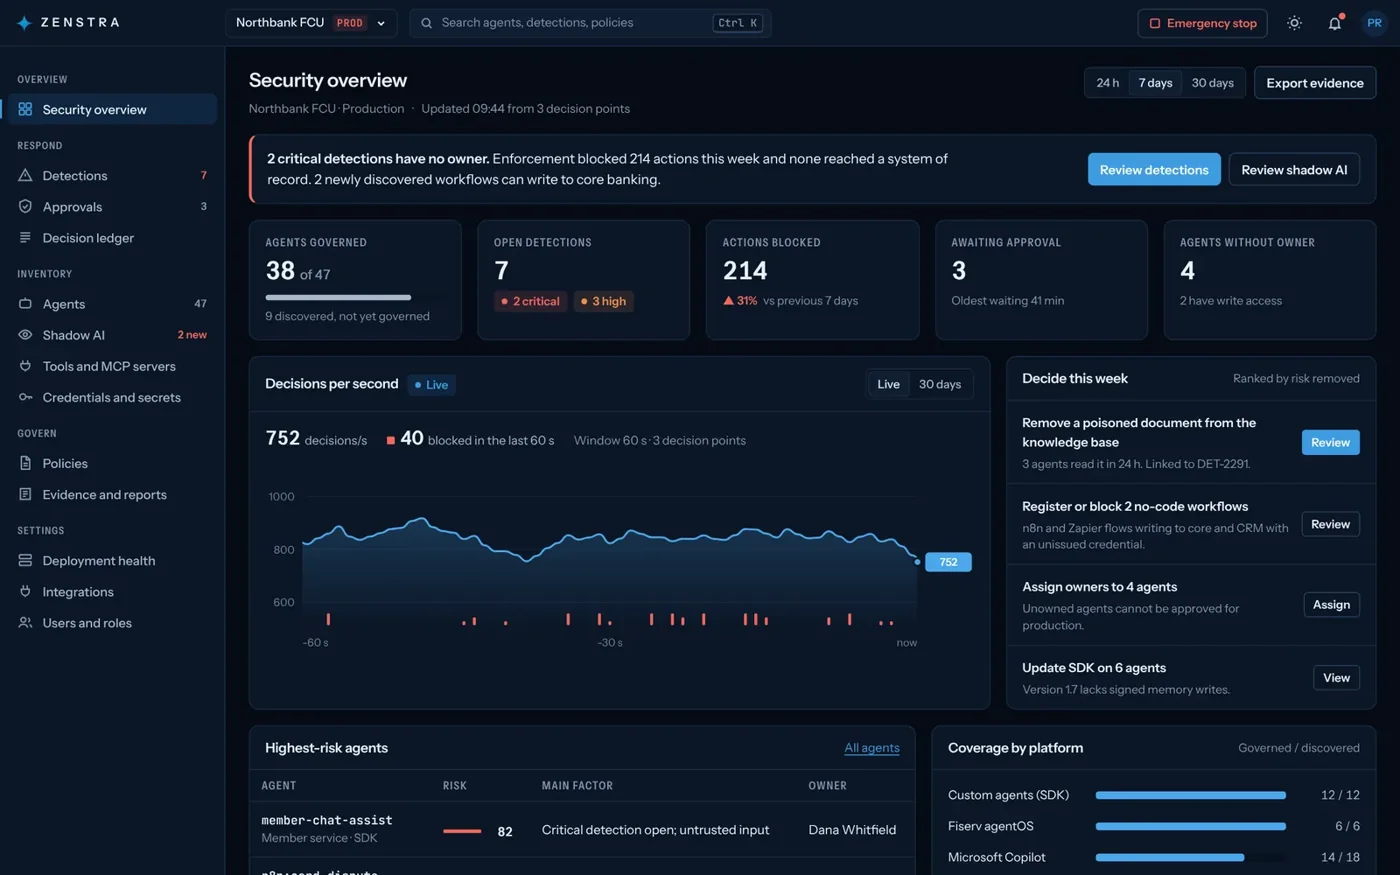 ZENSTRA
Northbank FCU PROD
Search agents, detections, policies Ctrl K
Emergency stop
PR
OVERVIEW
Security overview
RESPOND
Detections 7
Approvals 3
Decision ledger
INVENTORY
Agents 47
Shadow AI 2 new
Tools and MCP servers
Credentials and secrets
GOVERN
Policies
Evidence and reports
SETTINGS
Deployment health
Integrations
Users and roles
Security overview
Northbank FCU · Production · Updated 09:44 from 3 decision points
24 h 7 days 30 days
Export evidence
2 critical detections have no owner. Enforcement blocked 214 actions this week and none reached a system of
record. 2 newly discovered workflows can write to core banking.
Review detections
Review shadow AI
AGENTS GOVERNED
38 of 47
9 discovered, not yet governed
OPEN DETECTIONS
7
2 critical 3 high
ACTIONS BLOCKED
214
31% vs previous 7 days
AWAITING APPROVAL
3
Oldest waiting 41 min
AGENTS WITHOUT OWNER
4
2 have write access
Decisions per second Live
Live 30 days
752 decisions/s 40 blocked in the last 60 s Window 60 s · 3 decision points
1000
800
600
752
-60 s -30 s now
Decide this week Ranked by risk removed
Remove a poisoned document from the
knowledge base
3 agents read it in 24 h. Linked to DET-2291.
Review
Register or block 2 no-code workflows
n8n and Zapier flows writing to core and CRM with
an unissued credential.
Review
Assign owners to 4 agents
Unowned agents cannot be approved for
production.
Assign
Update SDK on 6 agents
Version 1.7 lacks signed memory writes.
View
Highest-risk agents All agents
AGENT RISK MAIN FACTOR OWNER
member-chat-assist
Member service · SDK
82 Critical detection open; untrusted input Dana Whitfield
Coverage by platform Governed / discovered
Custom agents (SDK) 12 / 12
Fiserv agentOS 6 / 6
Microsoft Copilot 14 / 18